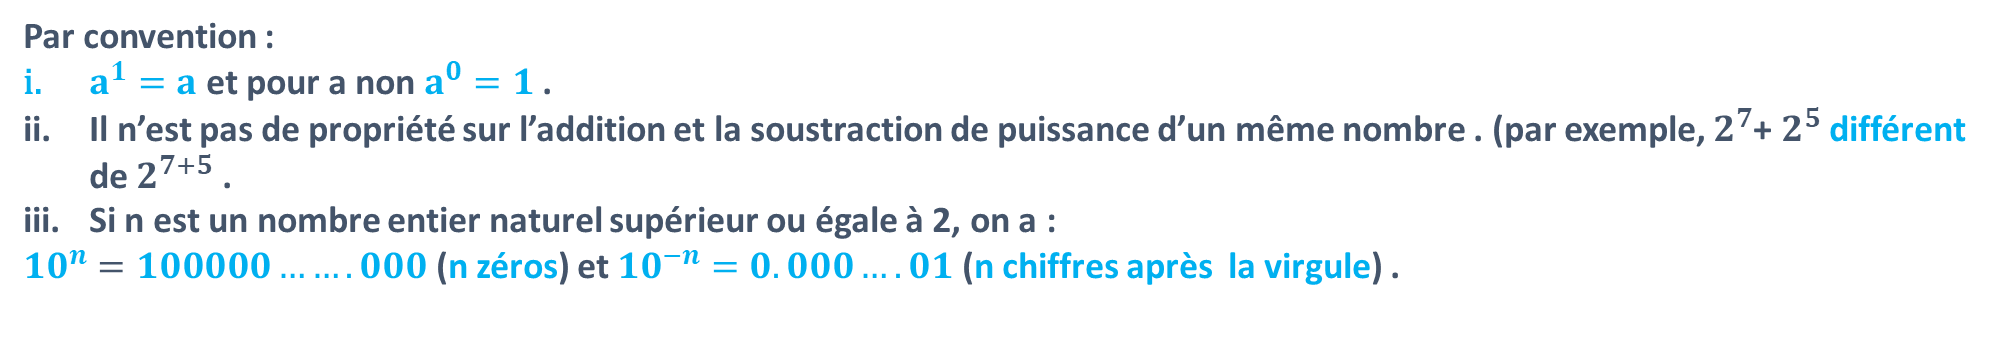 Par convention :
i. a¹ = a et pour a non a⁰ = 1 .
ii. Il n’est pas de propriété sur l’addition et la soustraction de puissance d’un même nombre . (par exemple, 2⁷+ 2⁵ différent
de 2⁷⁺⁵ .
iii. Si n est un nombre entier naturel supérieur ou égale à 2, on a :
10ⁿ = 100000 … … . 000 (n zéros) et 10⁻ⁿ = 0. 000 … . 01 (n chiffres après la virgule) .